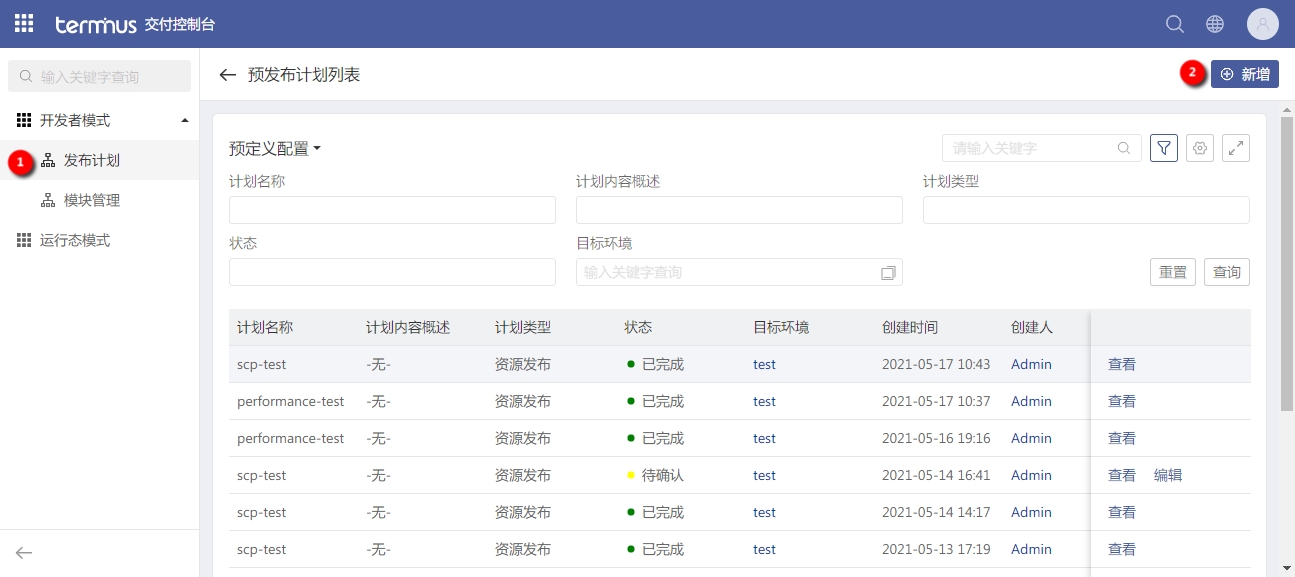 termnus 交付控制台
输入关键字查询
预发布计划列表
2
新增
开发者模式
1
发布计划
模块管理
运行态模式
预定义配置
请输入关键字
计划名称 计划内容概述 计划类型
状态 目标环境
输入关键字查询
重置 查询
计划名称 计划内容概述 计划类型 状态 目标环境 创建时间 创建人
scp-test -无- 资源发布 已完成 test 2021-05-17 10:43 Admin 查看
performance-test -无- 资源发布 已完成 test 2021-05-17 10:37 Admin 查看
performance-test -无- 资源发布 已完成 test 2021-05-16 19:16 Admin 查看
scp-test -无- 资源发布 待确认 test 2021-05-14 16:41 Admin 查看 编辑
scp-test -无- 资源发布 已完成 test 2021-05-14 14:17 Admin 查看
scp-test -无- 资源发布 已完成 test 2021-05-13 17:19 Admin 查看